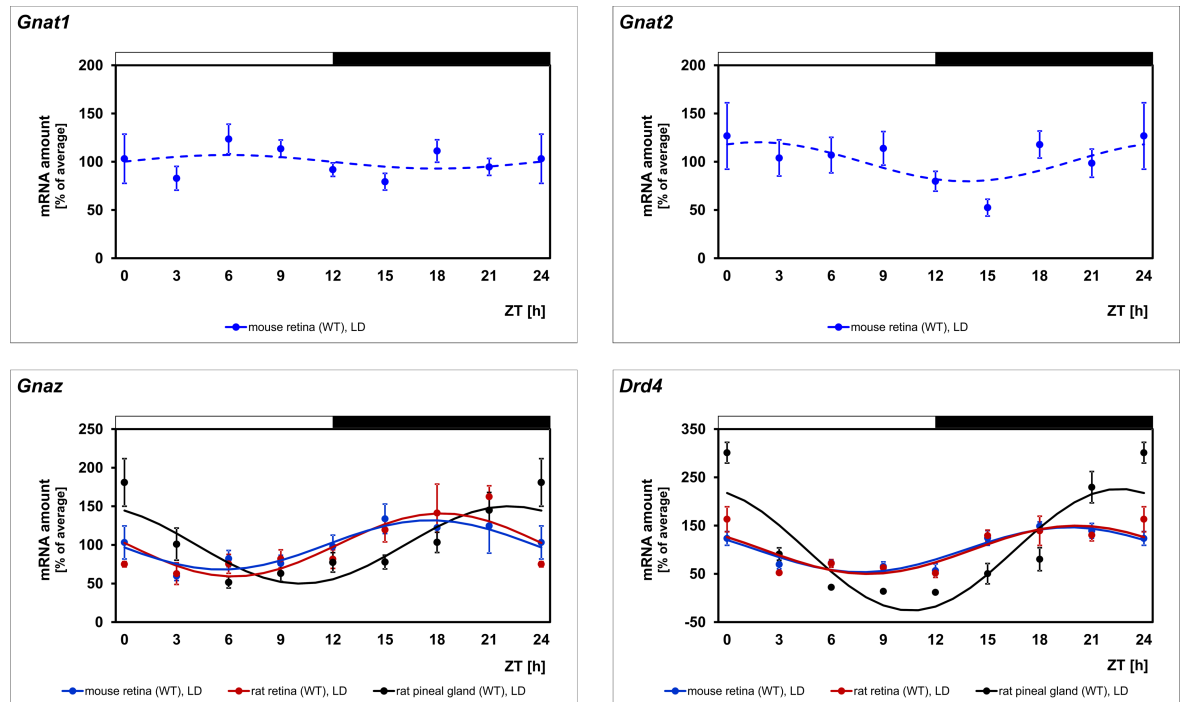 Gnat1
200
150
100
50
0
mRNA amount
[% of average]
0 3 6 9 12 15 18 21 24
ZT [h]
mouse retina (WT), LD
Gnat2
200
150
100
50
0
mRNA amount
[% of average]
0 3 6 9 12 15 18 21 24
ZT [h]
mouse retina (WT), LD
Gnaz
250
200
150
100
50
0
mRNA amount
[% of average]
0 3 6 9 12 15 18 21 24
ZT [h]
mouse retina (WT), LD rat retina (WT), LD rat pineal gland (WT), LD
Drd4
350
250
150
50
-50
mRNA amount
[% of average]
0 3 6 9 12 15 18 21 24
ZT [h]
mouse retina (WT), LD rat retina (WT), LD rat pineal gland (WT), LD